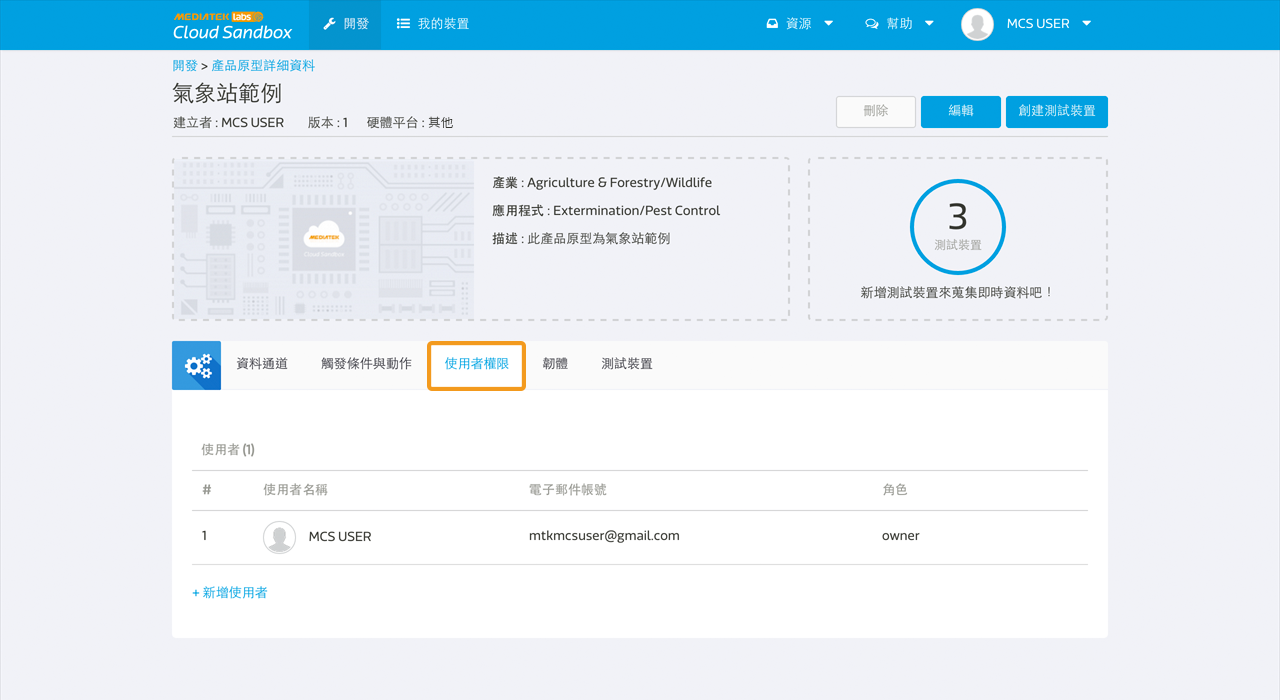 MEDIATEK labs
Cloud Sandbox
開發
我的裝置
資源
幫助
MCS USER
開發 > 產品原型詳細資料
氣象站範例
建立者 : MCS USER 版本 : 1 硬體平台 : 其他
刪除
編輯
創建測試裝置
MEDIATEK
Cloud Sandbox
產業 : Agriculture & Forestry/Wildlife
應用程式 : Extermination/Pest Control
描述 : 此產品原型為氣象站範例
3
測試裝置
新增測試裝置來蒐集即時資料吧！
資料通道 觸發條件與動作 使用者權限 韌體 測試裝置
使用者 (1)
# 使用者名稱 電子郵件帳號 角色
1 MCS USER mtkmcsuser@gmail.com owner
+ 新增使用者